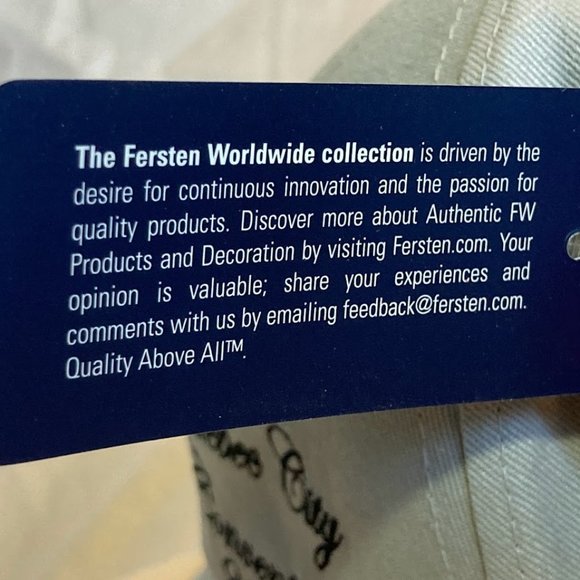 The Fersten Worldwide collection is driven by the
desire for continuous innovation and the passion for
quality products. Discover more about Authentic FW
Products and Decoration by visiting Fersten.com. Your
opinion is valuable; share your experiences and
comments with us by emailing feedback@fersten.com.
Quality Above All™.
City